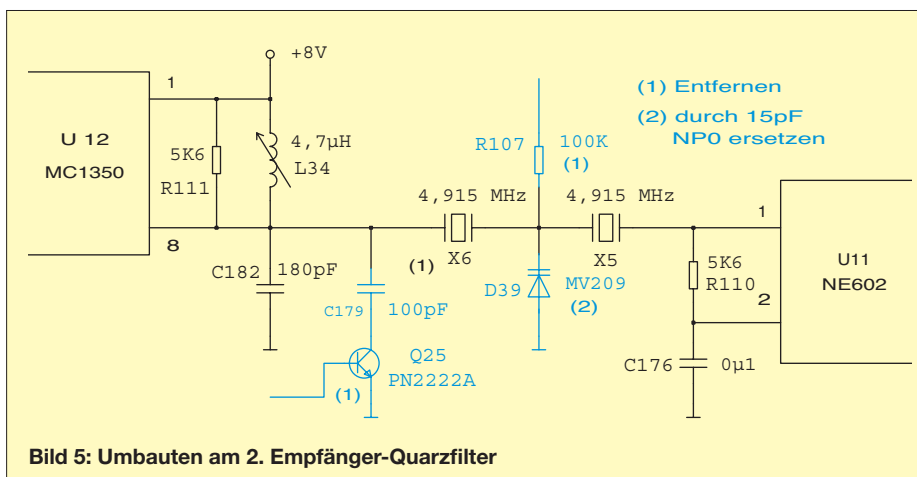 +8V
1
U 12
MC1350
5K6
R111
4,7µH
L34
8
C182 180pF
C179
100pF
Q25
PN2222A
(1)
(1)
4,915 MHz
X6
R107 100K
(1)
(1) Entfernen
(2) durch 15pF
NP0 ersetzen
4,915 MHz
X5
D39 MV209
(2)
1
5K6
R110
2
U11
NE602
C176 0µ1
Bild 5: Umbauten am 2. Empfänger-Quarzfilter